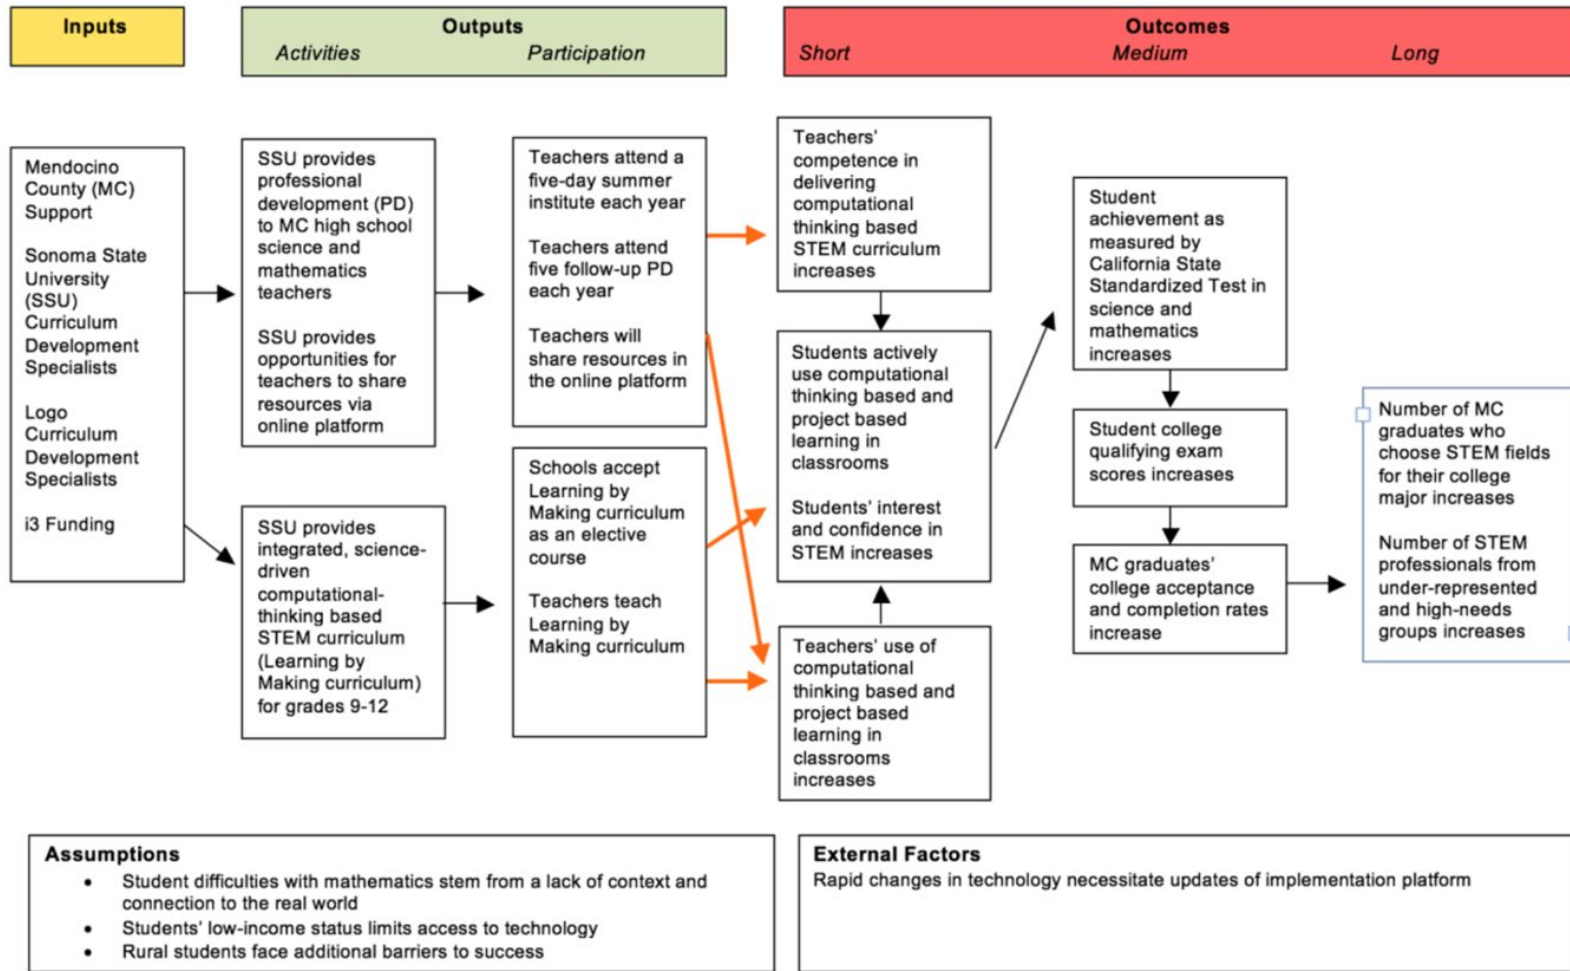 Inputs
Outputs
Activities
Participation
Outcomes
Short
Medium
Long
Mendocino
County (MC)
Support
Sonoma State
University
(SSU)
Curriculum
Development
Specialists
Logo
Curriculum
Development
Specialists
i3 Funding
SSU provides
professional
development (PD)
to MC high school
science and
mathematics
teachers
SSU provides
opportunities for
teachers to share
resources via
online platform
SSU provides
integrated, science-
driven
computational-
thinking based
STEM curriculum
(Learning by
Making curriculum)
for grades 9-12
Teachers attend a
five-day summer
institute each year
Teachers attend
five follow-up PD
each year
Teachers will
share resources in
the online platform
Schools accept
Learning by
Making curriculum
as an elective
course
Teachers teach
Learning by
Making curriculum
Teachers’
competence in
delivering
computational
thinking based
STEM curriculum
increases
Students actively
use computational
thinking based and
project based
learning in
classrooms
Students’ interest
and confidence in
STEM increases
Teachers’ use of
computational
thinking based and
project based
learning in
classrooms
increases
Student
achievement as
measured by
California State
Standardized Test in
science and
mathematics
increases
Student college
qualifying exam
scores increases
MC graduates’
college acceptance
and completion rates
increase
Number of MC
graduates who
choose STEM fields
for their college
major increases
Number of STEM
professionals from
under-represented
and high-needs
groups increases
Assumptions
• Student difficulties with mathematics stem from a lack of context and
connection to the real world
• Students’ low-income status limits access to technology
• Rural students face additional barriers to success
External Factors
Rapid changes in technology necessitate updates of implementation platform